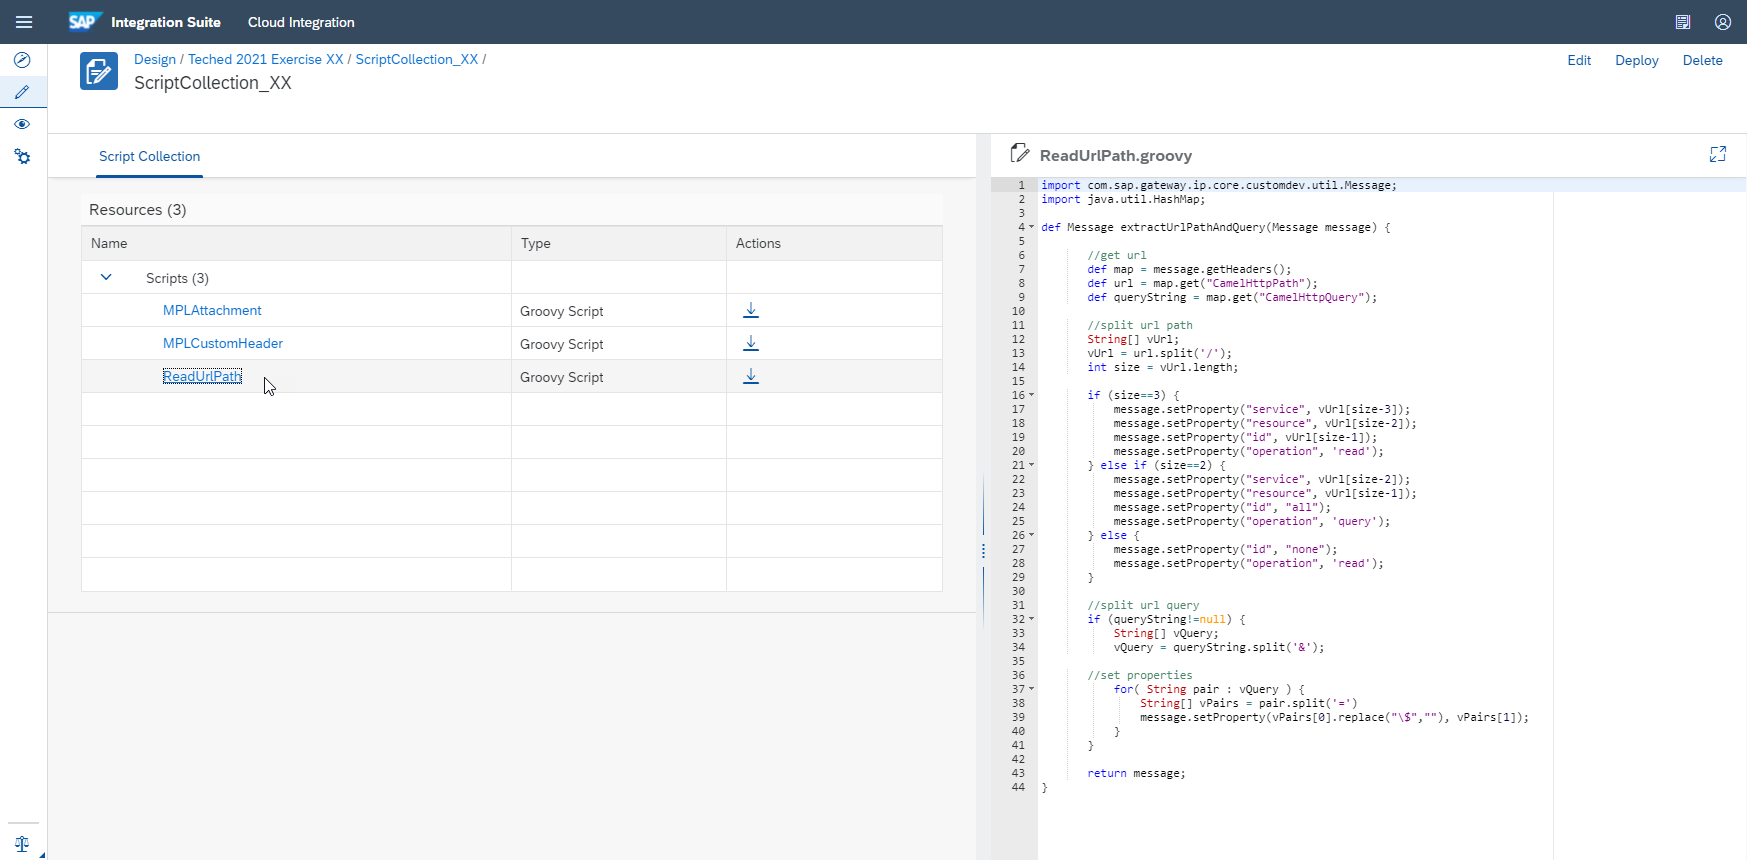 SAP Integration Suite Cloud Integration
Design / Teched 2021 Exercise XX / ScriptCollection_XX /
ScriptCollection_XX
Edit Deploy Delete
Script Collection
Resources (3)
Name Type Actions
Scripts (3)
MPLAttachment Groovy Script
MPLCustomHeader Groovy Script
ReadUrlPath Groovy Script
ReadUrlPath.groovy
1 import com.sap.gateway.ip.core.customdev.util.Message;
2 import java.util.HashMap;
3
4 def Message extractUrlPathAndQuery(Message message) {
5
6 //get url
7 def map = message.getHeaders();
8 def url = map.get("CamelHttpPath");
9 def queryString = map.get("CamelHttpQuery");
10
11 //split url path
12 String[] vUrl;
13 vUrl = url.split('/');
14 int size = vUrl.length;
15
16 if (size==3) {
17 message.setProperty("service", vUrl[size-3]);
18 message.setProperty("resource", vUrl[size-2]);
19 message.setProperty("id", vUrl[size-1]);
20 message.setProperty("operation", 'read');
21 } else if (size==2) {
22 message.setProperty("service", vUrl[size-2]);
23 message.setProperty("resource", vUrl[size-1]);
24 message.setProperty("id", "all");
25 message.setProperty("operation", 'query');
26 } else {
27 message.setProperty("id", "none");
28 message.setProperty("operation", 'read');
29 }
30
31 //split url query
32 if (queryString!=null) {
33 String[] vQuery;
34 vQuery = queryString.split('&');
35
36 //set properties
37 for( String pair : vQuery ) {
38 String[] vPairs = pair.split('=')
39 message.setProperty(vPairs[0].replace("\$",""), vPairs[1]);
40 }
41 }
42
43 return message;
44 }